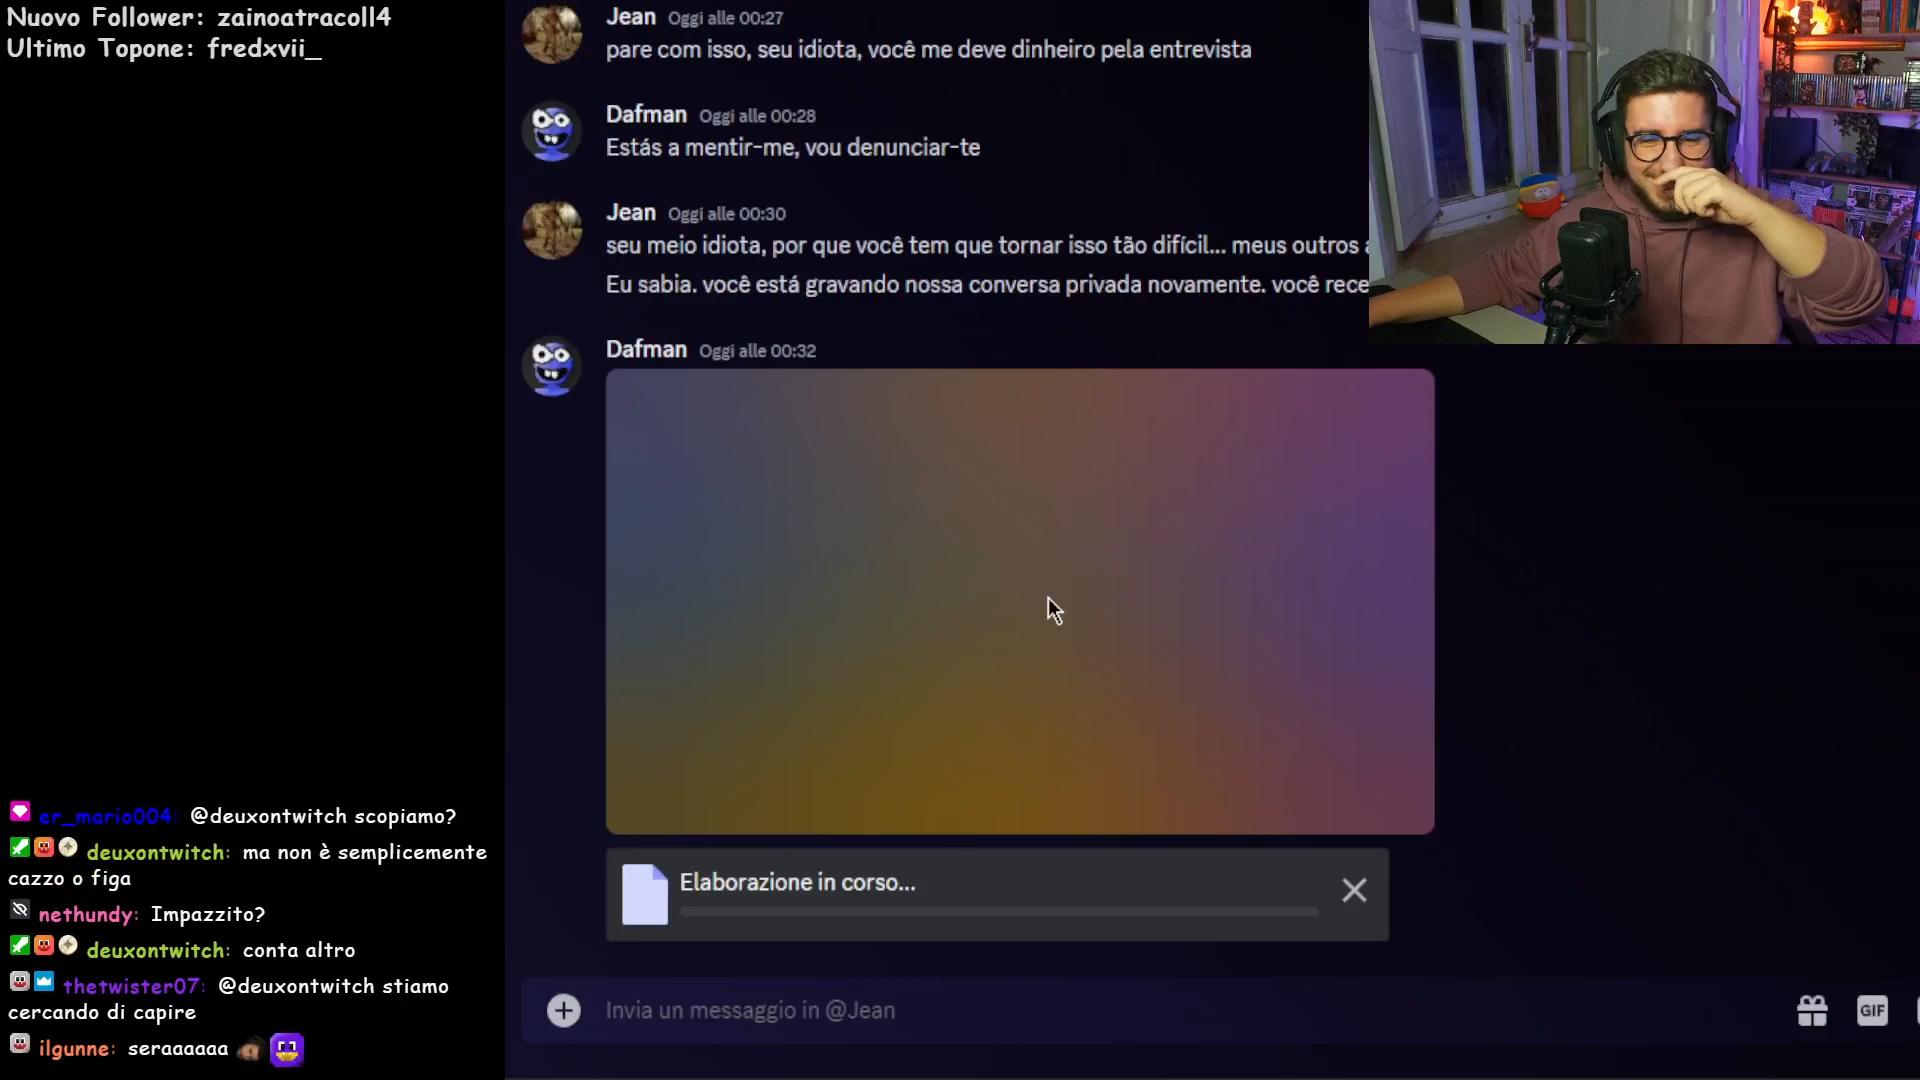 Nuovo Follower: zainoatracoll4
Ultimo Topone: fredxvii_
Jean Oggi alle 00:27
pare com isso, seu idiota, você me deve dinheiro pela entrevista
Dafman Oggi alle 00:28
Estás a mentir-me, vou denunciar-te
Jean Oggi alle 00:30
seu meio idiota, por que você tem que tornar isso tão difícil... meus outros
Eu sabia. você está gravando nossa conversa privada novamente. você rece
Dafman Oggi alle 00:32
Elaborazione in corso...
Invia un messaggio in @Jean
GIF
er_mario004: @deuxontwitch scopiamo?
deuxontwitch: ma non è semplicemente
cazzo o figa
nethundy: Impazzito?
deuxontwitch: conta altro
thetwister07: @deuxontwitch stiamo
cercando di capire
ilgunne: seraaaaaa